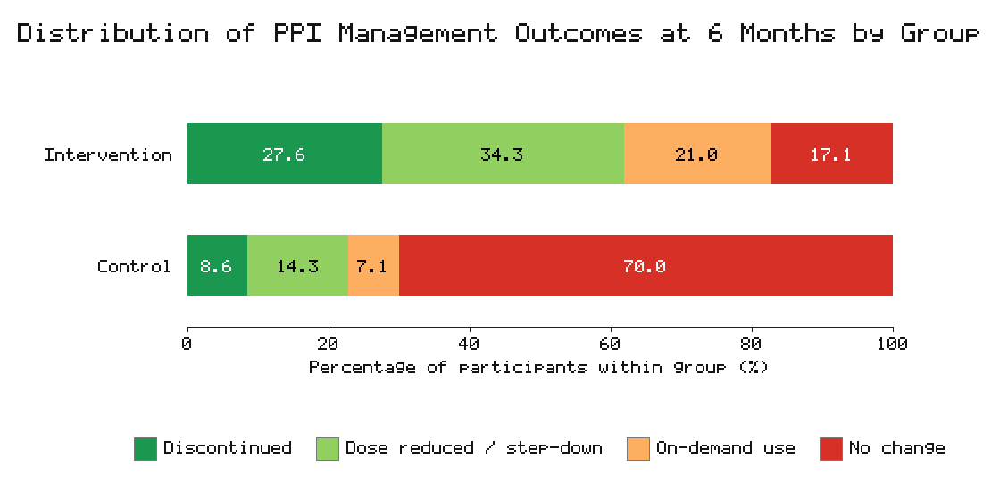 Distribution of PPI Management Outcomes at 6 Months by Group
Intervention 27.6 34.3 21.0 17.1
Control 8.6 14.3 7.1 70.0
0 20 40 60 80 100
Percentage of participants within group (%)
Discontinued Dose reduced / step-down On-demand use No change